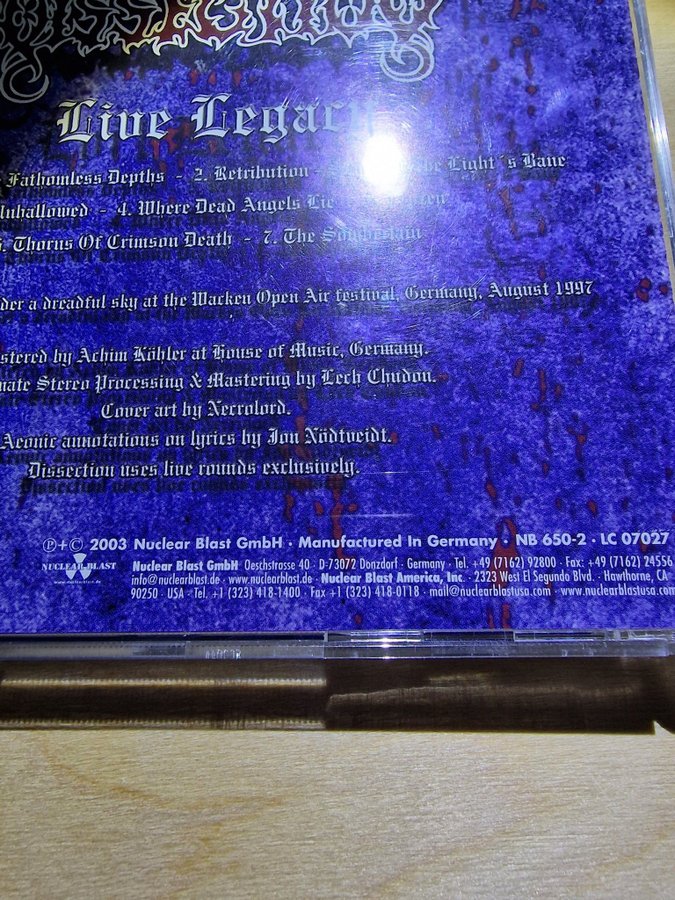 Live Legacy
Fathomless Depths - 2. Retribution - The Light´s Bane
Unhallowed - 4. Where Dead Angels Lie
Thorns Of Crimson Death - 7. The Somberlain
a dreadful sky at the Wacken Open Air festival, Germany, August 1997
by Achim Köhler at House of Music, Germany.
Stereo Processing & Mastering by Lech Chudon.
Cover art by Necrolord.
Aeonic annotations on lyrics by Jon Nödtveidt.
Dissection uses live rounds exclusively.
℗+© 2003 Nuclear Blast GmbH · Manufactured In Germany · NB 650-2 · LC 07027
NUCLEAR BLAST
www.nuclearblast.de
Nuclear Blast GmbH Oeschstrasse 40 · D-73072 Donzdorf · Germany · Tel. +49 (7162) 92800 · Fax: +49 (7162) 24556
info@nuclearblast.de · www.nuclearblast.de · Nuclear Blast America, Inc · 2323 West El Segundo Blvd. · Hawthorne, CA
90250 · USA · Tel. +1 (323) 418-1400 · Fax +1 (323) 418-0118 · mail@nuclearblastusa.com · www.nuclearblastusa.com